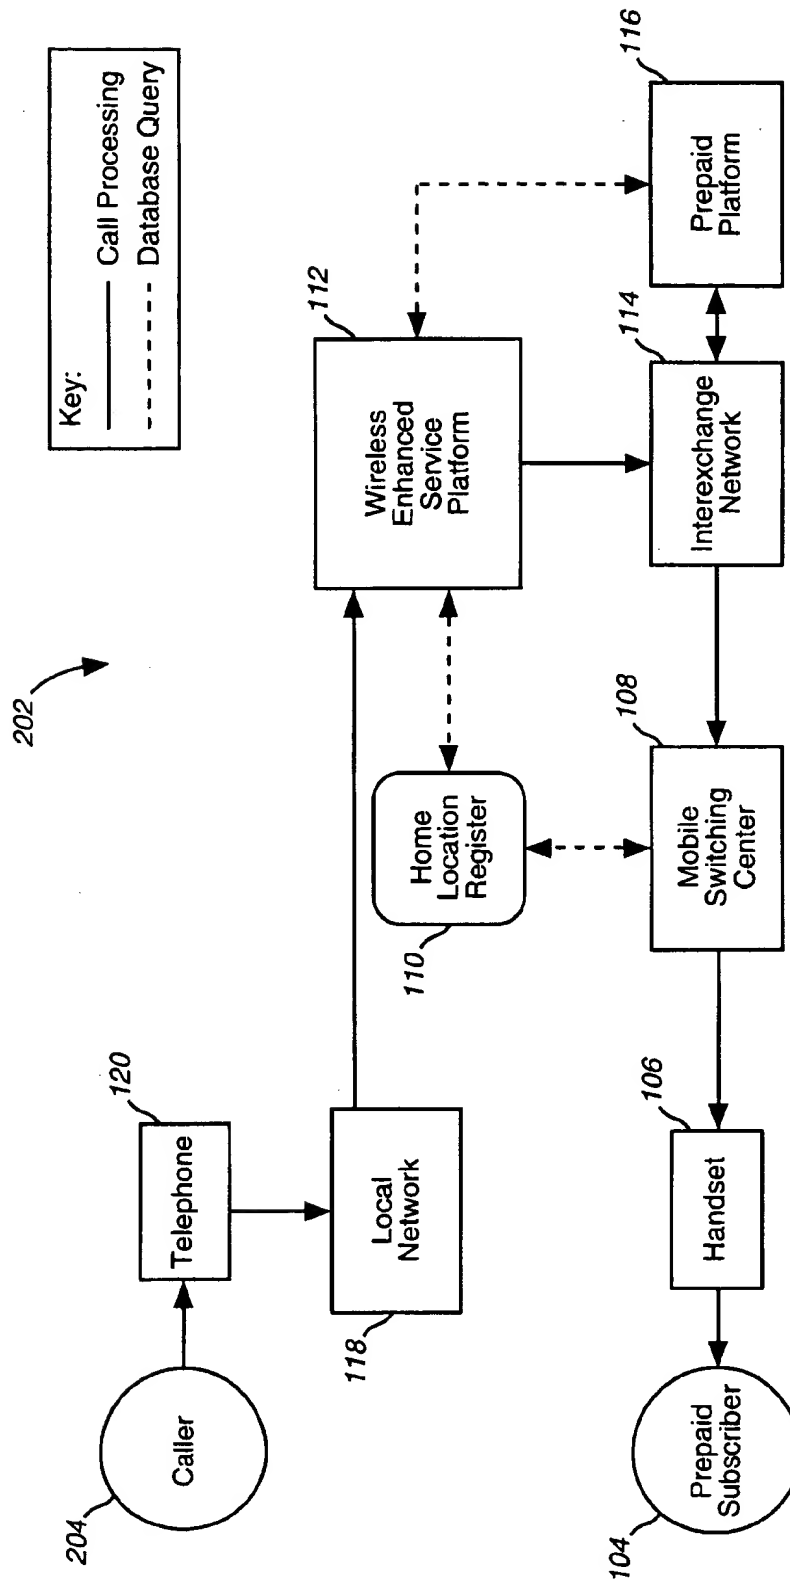 202
Key:
Call Processing
Database Query
204
Caller
120
Telephone
118
Local
Network
110
Home
Location
Register
112
Wireless
Enhanced
Service
Platform
104
Prepaid
Subscriber
106
Handset
108
Mobile
Switching
Center
114
Interexchange
Network
116
Prepaid
Platform